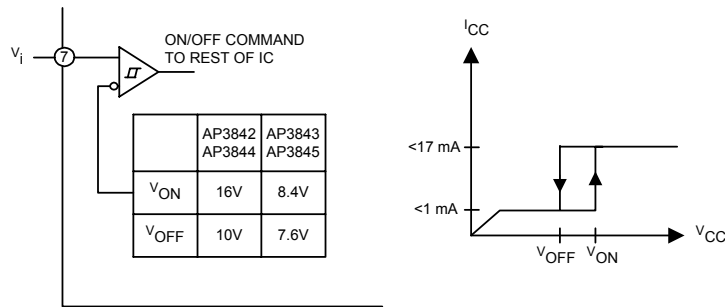 Vi
7
ON/OFF COMMAND
TO REST OF IC
AP3842 AP3843
AP3844 AP3845
VON 16V 8.4V
VOFF 10V 7.6V
ICC
<17 mA
<1 mA
VOFF VON
VCC